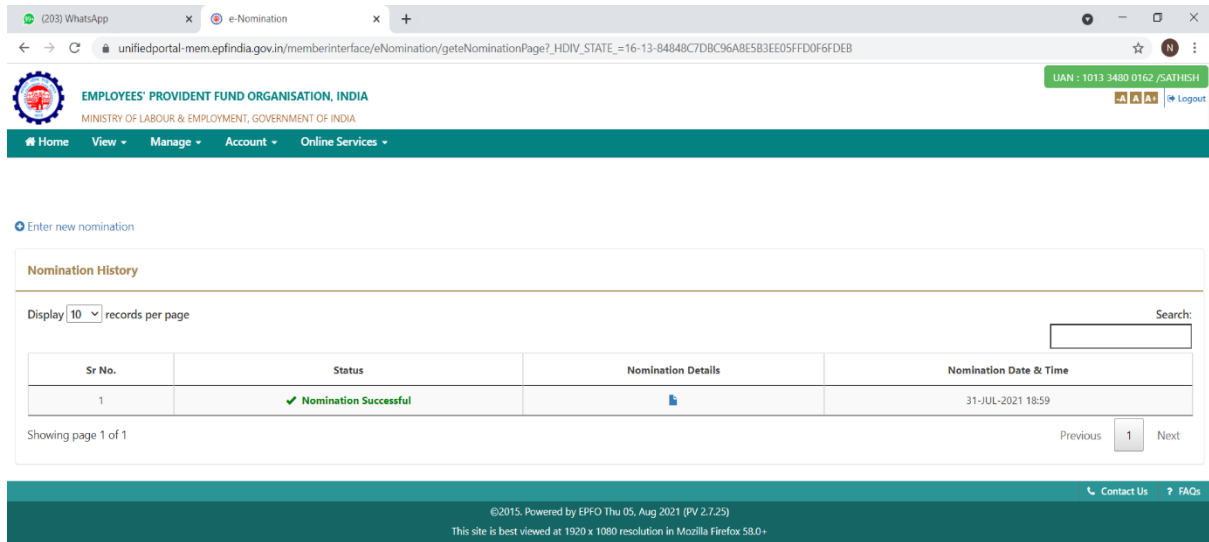 (203) WhatsApp
e-Nomination
unifiedportal-mem.epfindia.gov.in/memberinterface/eNomination/geteNominationPage?_HDIV_STATE_=16-13-84848C7DBC96A8E5B3EE05FFD0F6FDEB
N
UAN : 1013 3480 0162 /SATHISH
EMPLOYEES' PROVIDENT FUND ORGANISATION, INDIA
-A A A+ Logout
MINISTRY OF LABOUR & EMPLOYMENT, GOVERNMENT OF INDIA
Home View Manage Account Online Services
Enter new nomination
Nomination History
Display 10 records per page
Search:
Sr No. Status Nomination Details Nomination Date & Time
1 Nomination Successful 31-JUL-2021 18:59
Showing page 1 of 1 Previous 1 Next
Contact Us ? FAQs
©2015. Powered by EPFO Thu 05, Aug 2021 (PV 2.7.25)
This site is best viewed at 1920 x 1080 resolution in Mozilla Firefox 58.0+